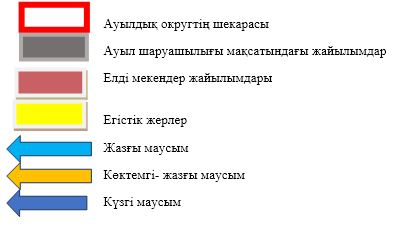 Ауылдық округтің шекарасы
Ауыл шаруашылығы мақсатындағы жайылымдар
Елді мекендер жайылымдары
Егістік жерлер
Жазғы маусым
Көктемгі- жазғы маусым
Күзгі маусым